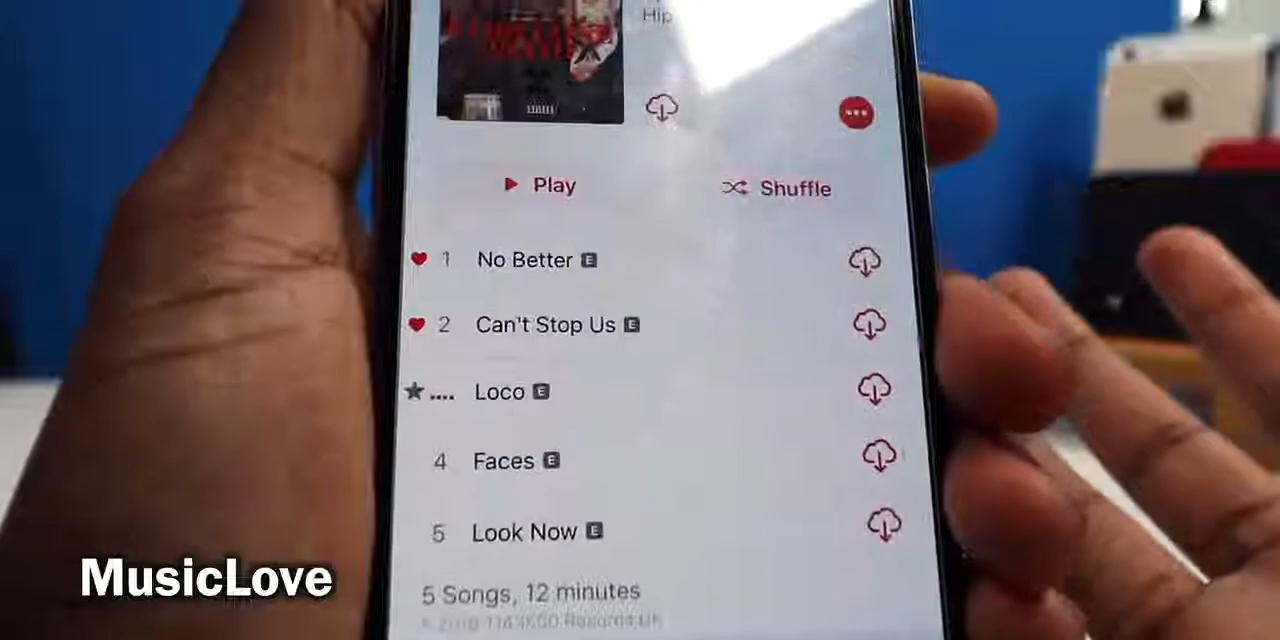 Hip
Play
Shuffle
1 No Better E
2 Can't Stop Us E
.... Loco E
4 Faces E
5 Look Now E
5 Songs, 12 minutes
MusicLove